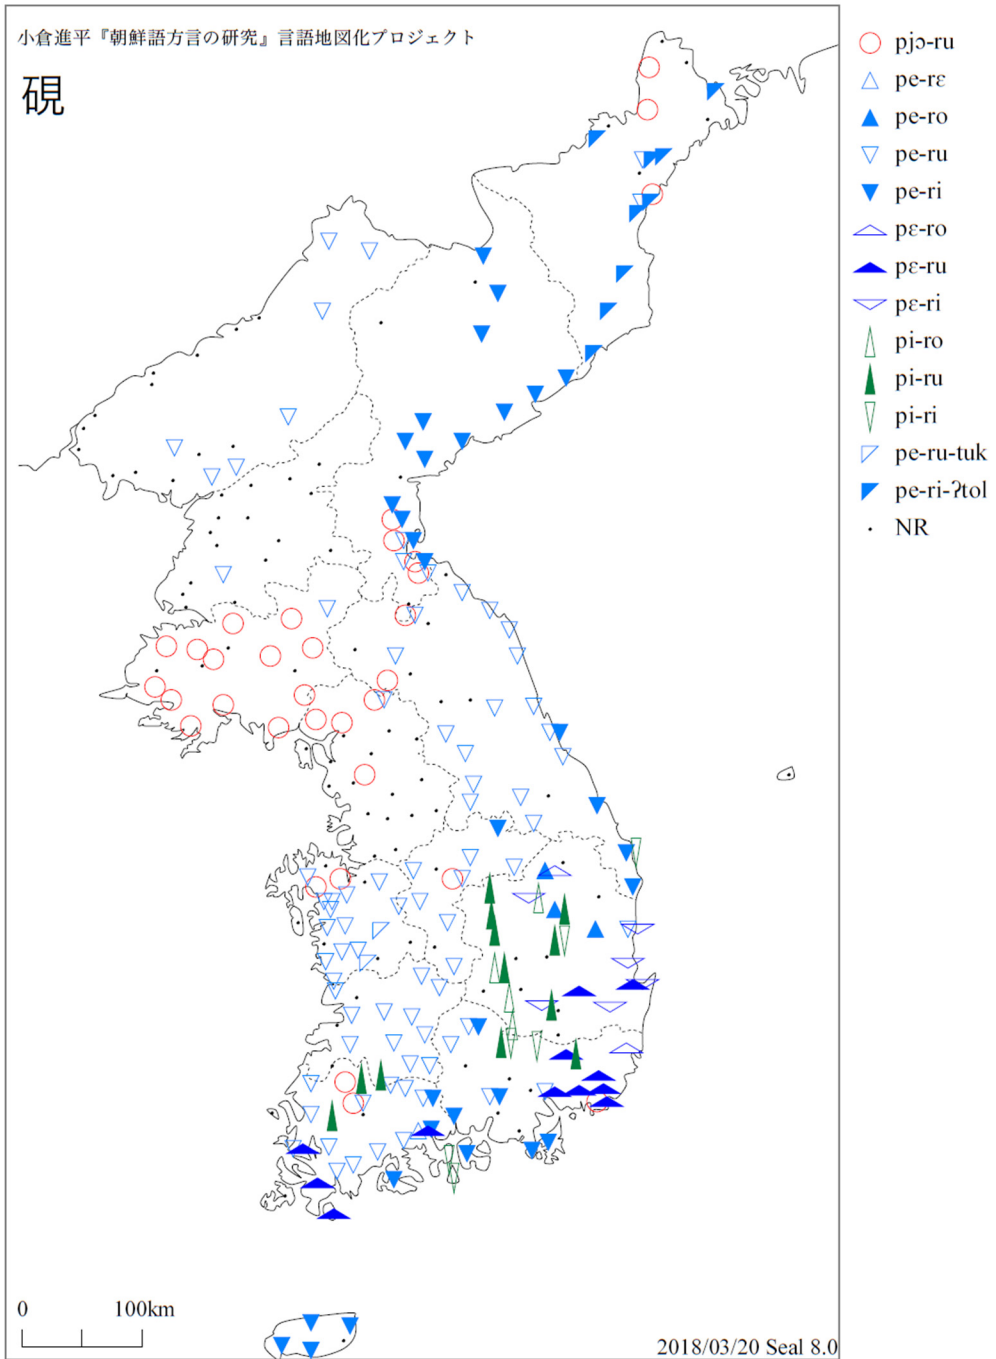 小倉進平『朝鮮語方言の研究』言語地図化プロジェクト
硯
pjɔ-ru
pe-rɛ
pe-ro
pe-ru
pe-ri
pɛ-ro
pɛ-ru
pɛ-ri
pi-ro
pi-ru
pi-ri
pe-ru-tuk
pe-ri-ʔtol
NR
0 100km
2018/03/20 Seal 8.0